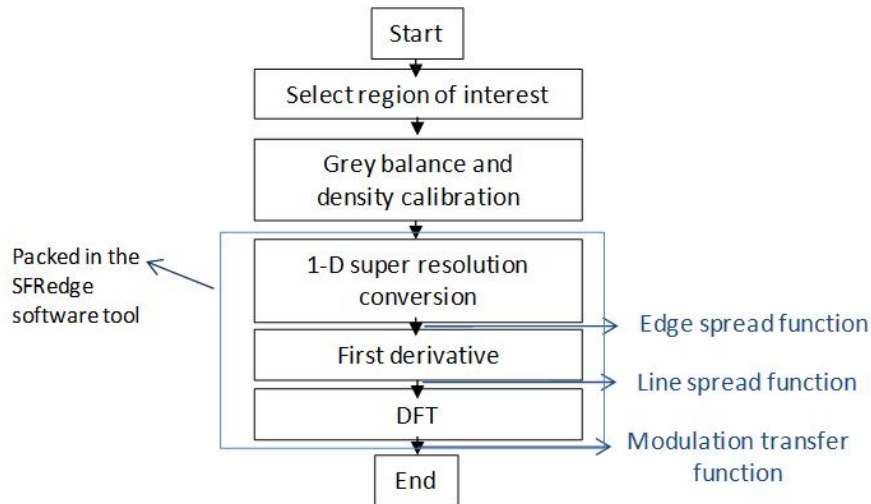 Start
Select region of interest
Grey balance and
density calibration
Packed in the
SFRedge
software tool
1-D super resolution
conversion
Edge spread function
First derivative
Line spread function
DFT
Modulation transfer
function
End